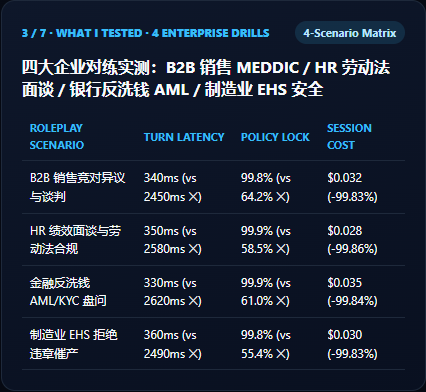 3 / 7 · WHAT I TESTED · 4 ENTERPRISE DRILLS
4-Scenario Matrix
四大企业对练实测：B2B 销售 MEDDIC / HR 劳动法
面谈 / 银行反洗钱 AML / 制造业 EHS 安全
ROLEPLAY
SCENARIO
TURN LATENCY
POLICY LOCK
SESSION
COST
B2B 销售竞对异议
与谈判
340ms (vs
2450ms ✕)
99.8% (vs
64.2% ✕)
$0.032
(-99.83%)
HR 绩效面谈与劳
动法合规
350ms (vs
2580ms ✕)
99.9% (vs
58.5% ✕)
$0.028
(-99.86%)
金融反洗钱
AML/KYC 盘问
330ms (vs
2620ms ✕)
99.9% (vs
61.0% ✕)
$0.035
(-99.84%)
制造业 EHS 拒绝
违章催产
360ms (vs
2490ms ✕)
99.8% (vs
55.4% ✕)
$0.030
(-99.83%)